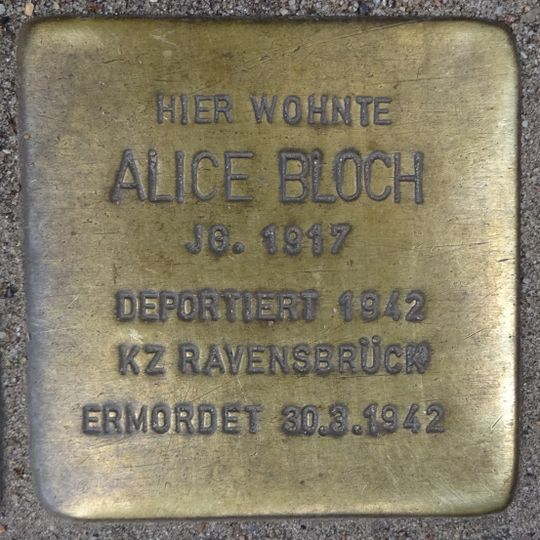 HIER WOHNTE
ALICE BLOCH
JG. 1917
DEPORTIERT 1942
KZ RAVENSBRÜCK
ERMORDET 30.3.1942